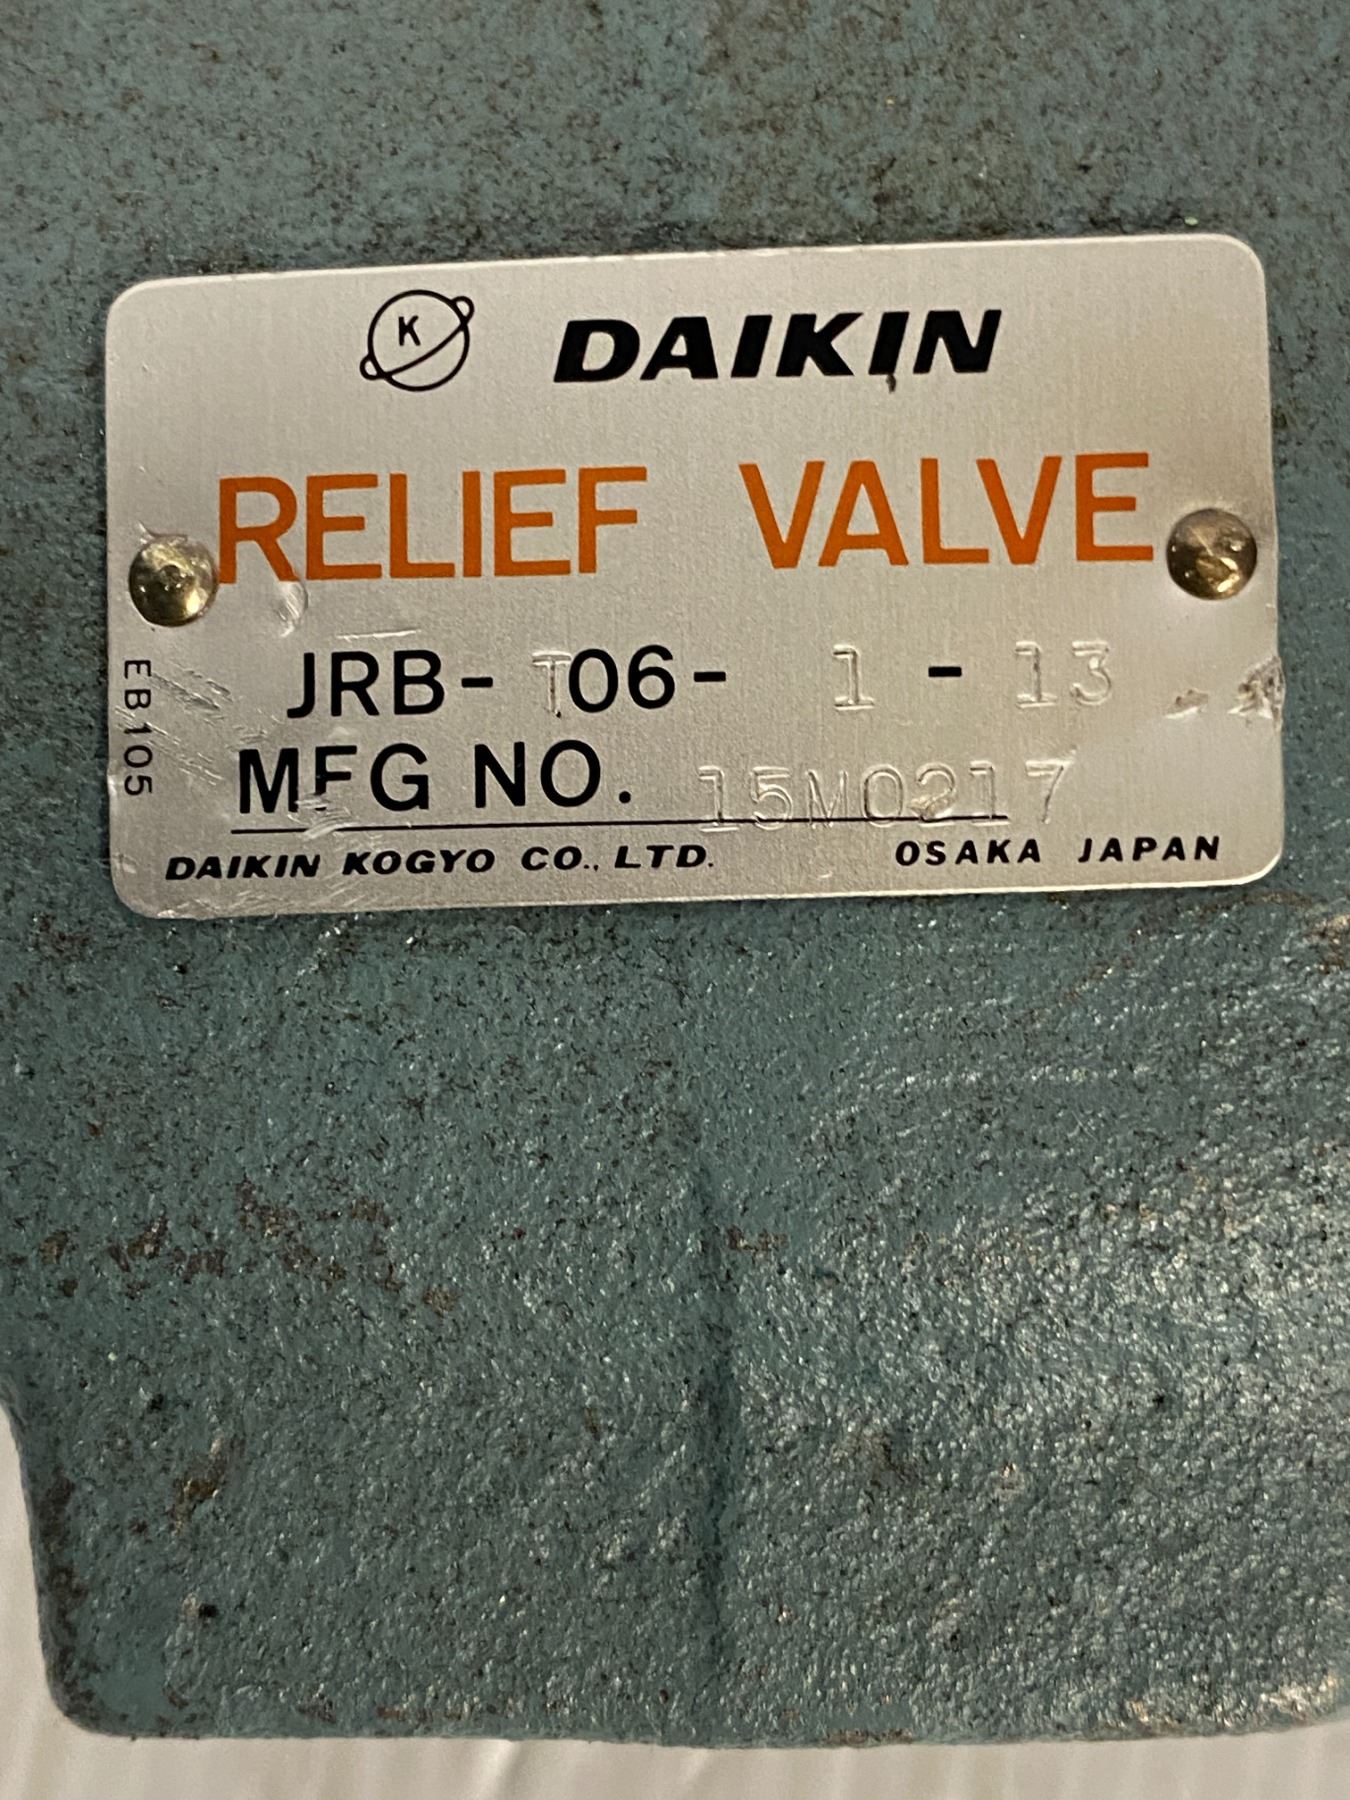 K DAIKIN
RELIEF VALVE
JRB- T06- 1 - 13
MFG NO. 15M0217
DAIKIN KOGYO CO., LTD. OSAKA JAPAN
EB105